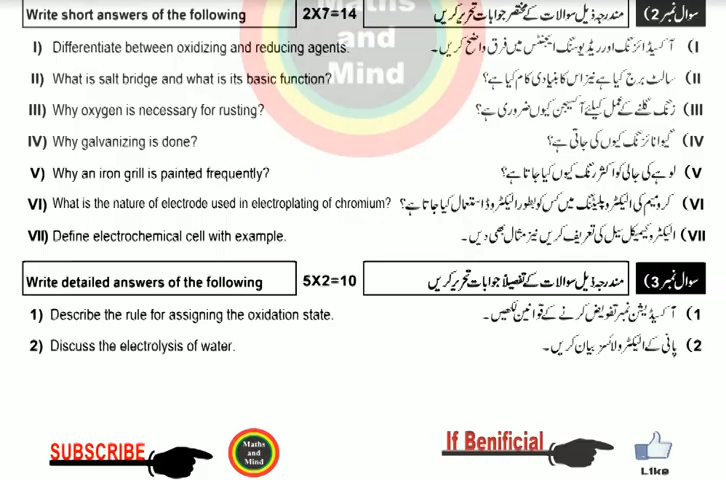 Write short answers of the following 2X7=14 مندرجہ ذیل سوالات کے مختصر جوابات تحریر کریں سوال نمبر 2)
Maths and Mind
I) Differentiate between oxidizing and reducing agents. I) آکسیڈائزنگ اور ریڈیوسنگ ایجنٹس میں فرق واضح کریں۔
II) What is salt bridge and what is its basic function? II) سالٹ برج کیا ہے نیز اس کا بنیادی کام کیا ہے؟
III) Why oxygen is necessary for rusting? III) زنگ لگنے کے عمل کیلئے آکسیجن کیوں ضروری ہے؟
IV) Why galvanizing is done? IV) گیلوانائزنگ کیوں کی جاتی ہے؟
V) Why an iron grill is painted frequently? V) لوہے کی جالی کو اکثر رنگ کیوں کیا جاتا ہے؟
VI) What is the nature of electrode used in electroplating of chromium? VI) کرومیم کی الیکٹروپلیٹنگ میں کس کو بطور الیکٹروڈ استعمال کیا جاتا ہے؟
VII) Define electrochemical cell with example. VII) الیکٹروکیمیکل سیل کی تعریف کریں نیز مثال بھی دیں۔
Write detailed answers of the following 5X2=10 مندرجہ ذیل سوالات کے تفصیلاً جوابات تحریر کریں سوال نمبر 3)
1) Describe the rule for assigning the oxidation state. 1) آکسیڈیشن نمبر تفویض کرنے کے قوانین لکھیں۔
2) Discuss the electrolysis of water. 2) پانی کے الیکٹرولائسز بیان کریں۔
SUBSCRIBE
Maths
and
Mind
If Benificial
Like